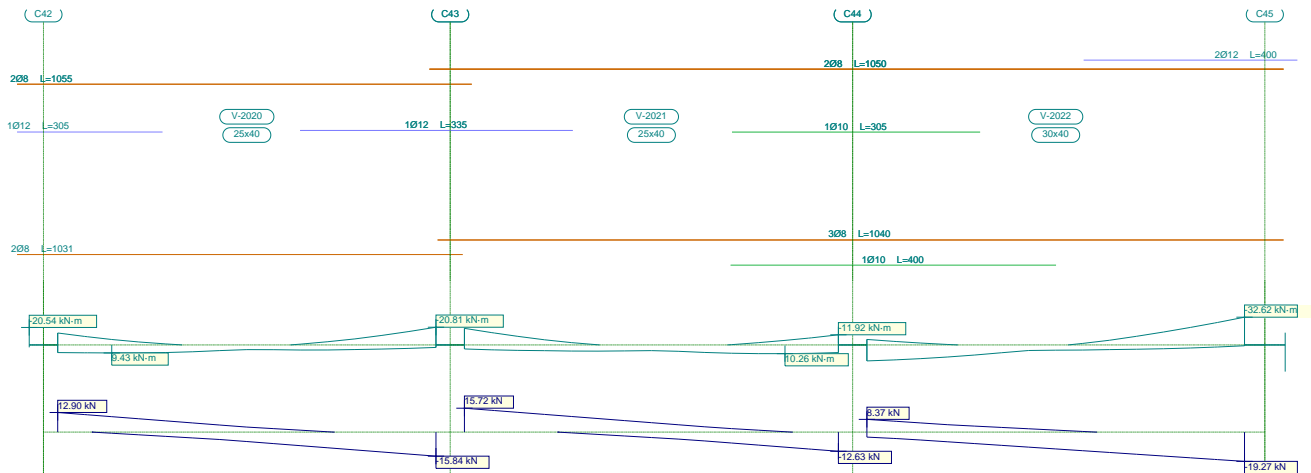 C42
C43
C44
C45
2Ø12 L=400
2Ø8 L=1050
2Ø8 L=1055
V-2020
25x40
V-2021
25x40
V-2022
30x40
1Ø12 L=305
1Ø12 L=335
1Ø10 L=305
3Ø8 L=1040
2Ø8 L=1031
1Ø10 L=400
-20.54 kN·m
-20.81 kN·m
-11.92 kN·m
-32.62 kN·m
9.43 kN·m
10.26 kN·m
12.90 kN
15.72 kN
8.37 kN
-15.84 kN
-12.63 kN
-19.27 kN